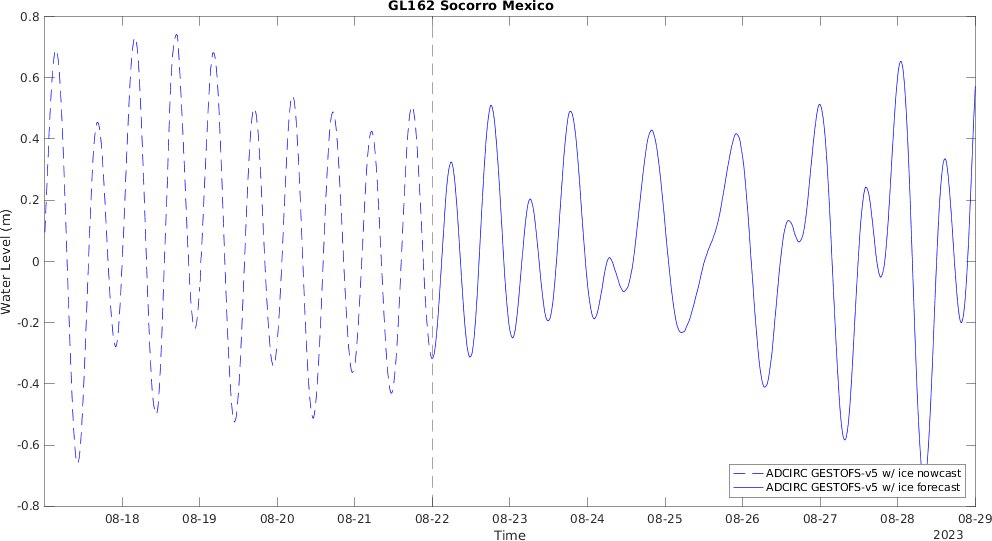 GL162 Socorro Mexico
Water Level (m)
0.8
0.6
0.4
0.2
0
-0.2
-0.4
-0.6
-0.8
ADCIRC GESTOFS-v5 w/ ice nowcast
ADCIRC GESTOFS-v5 w/ ice forecast
08-18 08-19 08-20 08-21 08-22 08-23 08-24 08-25 08-26 08-27 08-28 08-29
Time
2023